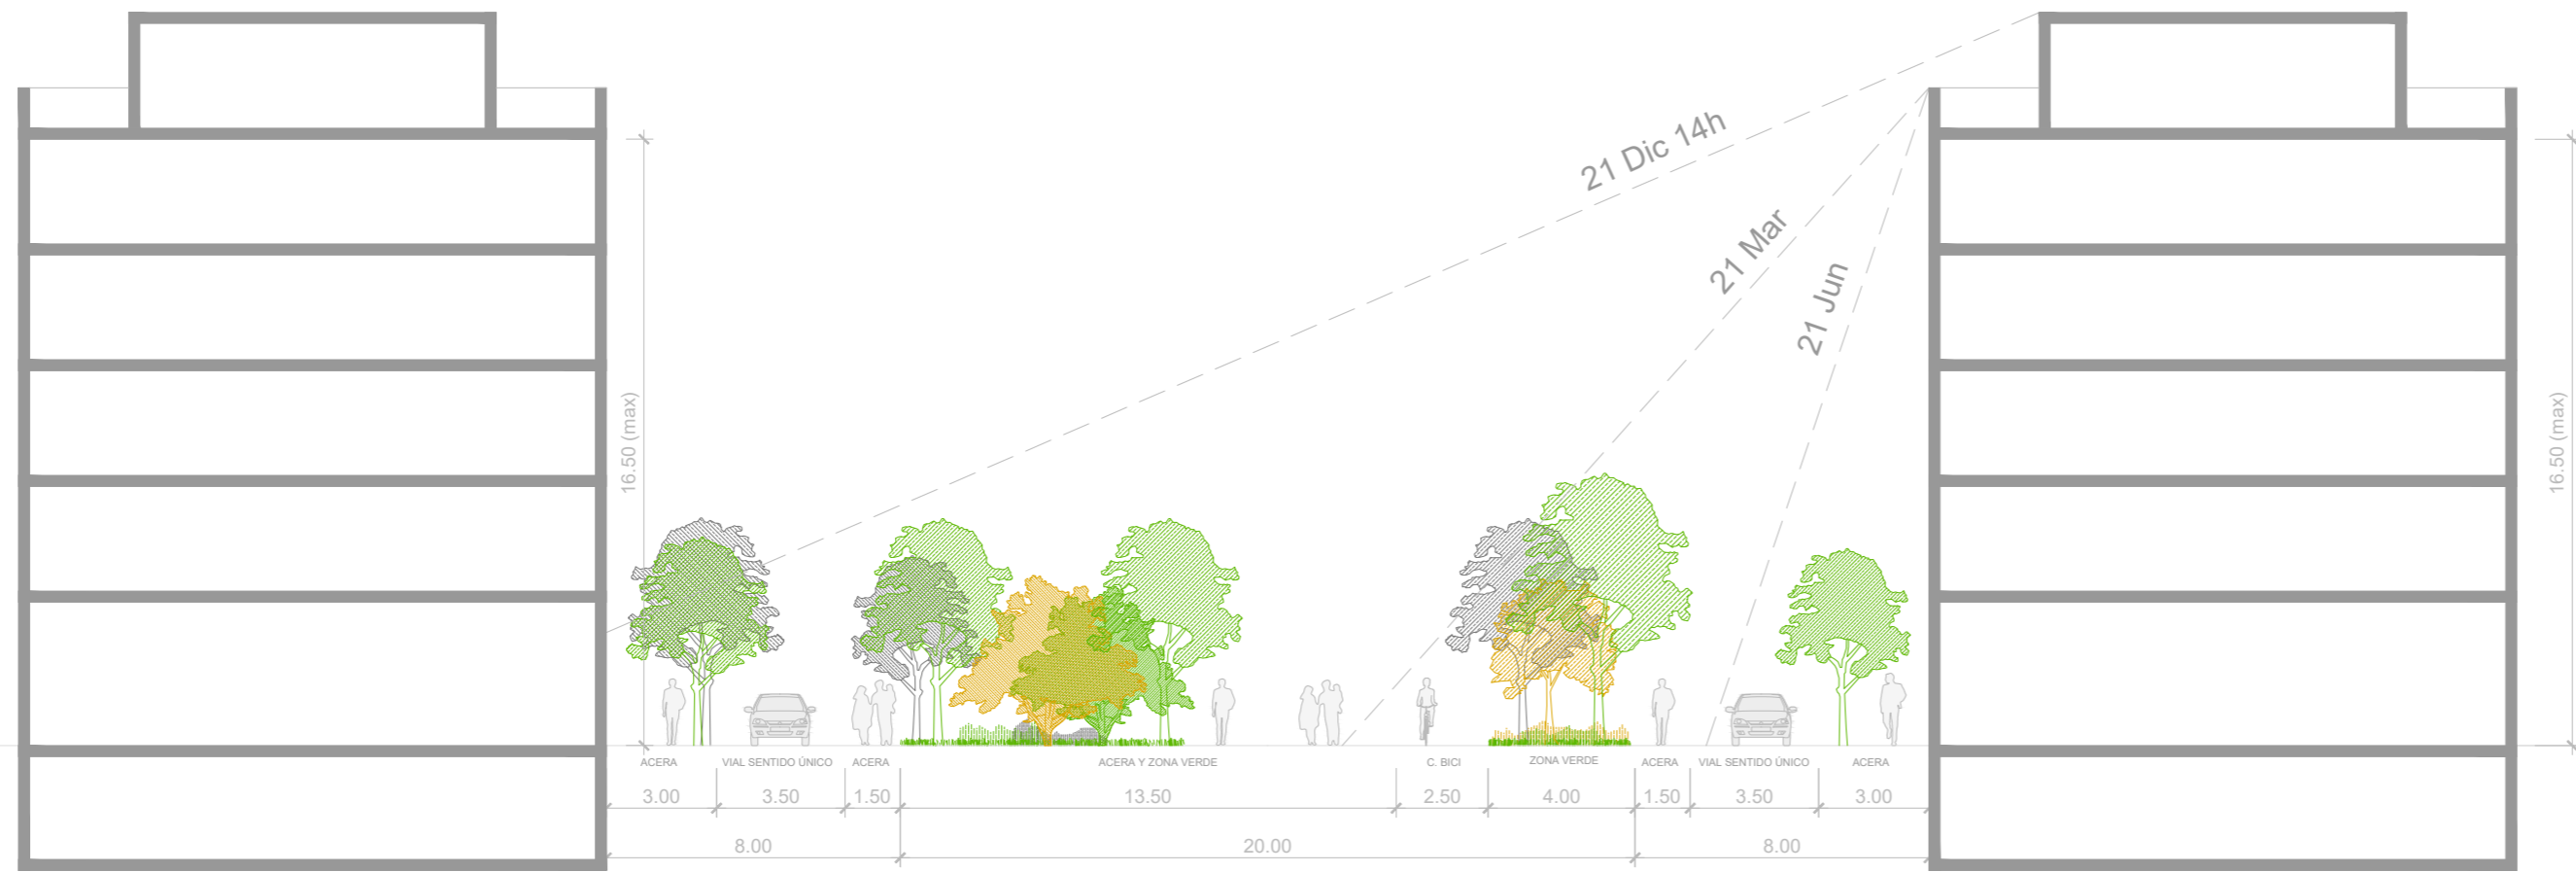 21 Dic 14h
21 Mar
21 Jun
16.50 (max)
16.50 (max)
ACERA
VIAL SENTIDO ÚNICO
ACERA
ACERA Y ZONA VERDE
C. BICI
ZONA VERDE
ACERA
VIAL SENTIDO ÚNICO
ACERA
3.00
3.50
1.50
13.50
2.50
4.00
1.50
3.50
3.00
8.00
20.00
8.00